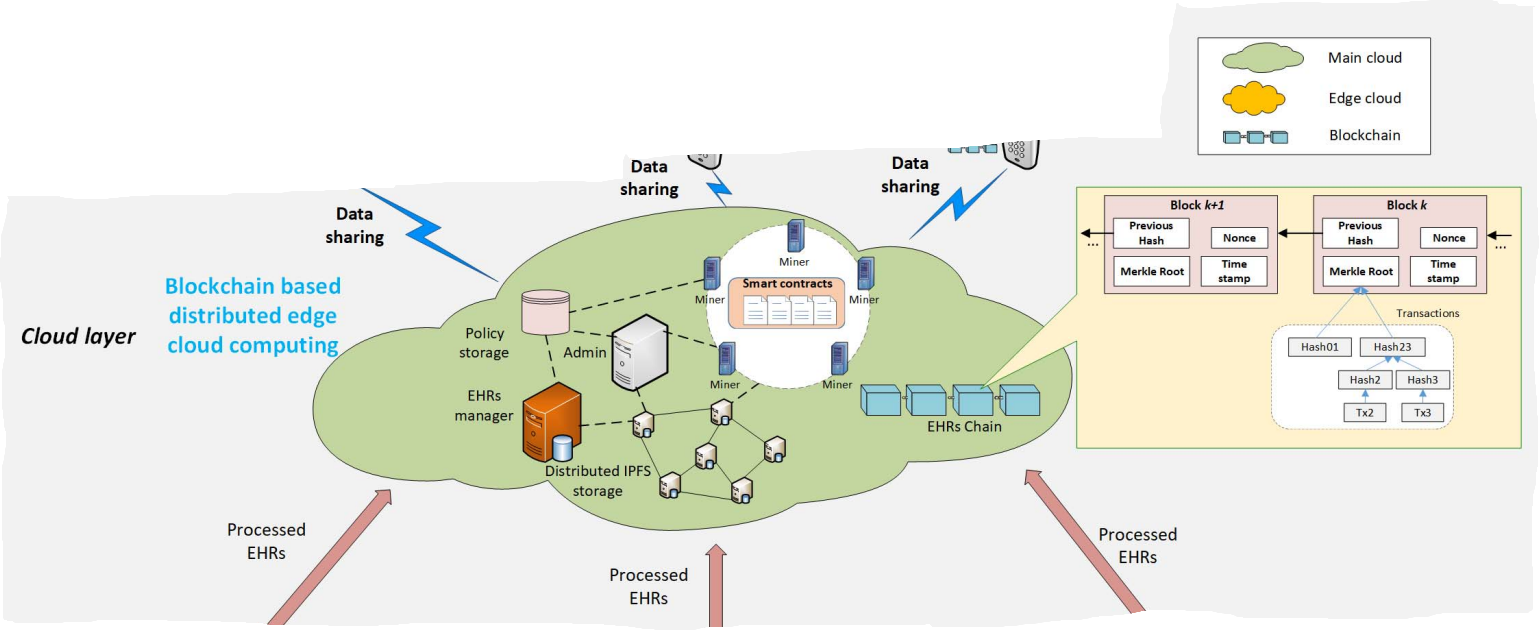 Main cloud
Edge cloud
Blockchain
Data
sharing
Data
sharing
Data
sharing
Cloud layer
Blockchain based
distributed edge
cloud computing
Policy
storage
Admin
EHRs
manager
Distributed IPFS
storage
Miner
Miner
Miner
Smart contracts
Miner
Miner
EHRs Chain
Block k+1
Previous
Hash
Nonce
Merkle Root
Time
stamp
...
Block k
Previous
Hash
Nonce
Merkle Root
Time
stamp
...
Transactions
Hash01
Hash23
Hash2
Hash3
Tx2
Tx3
Processed
EHRs
Processed
EHRs
Processed
EHRs